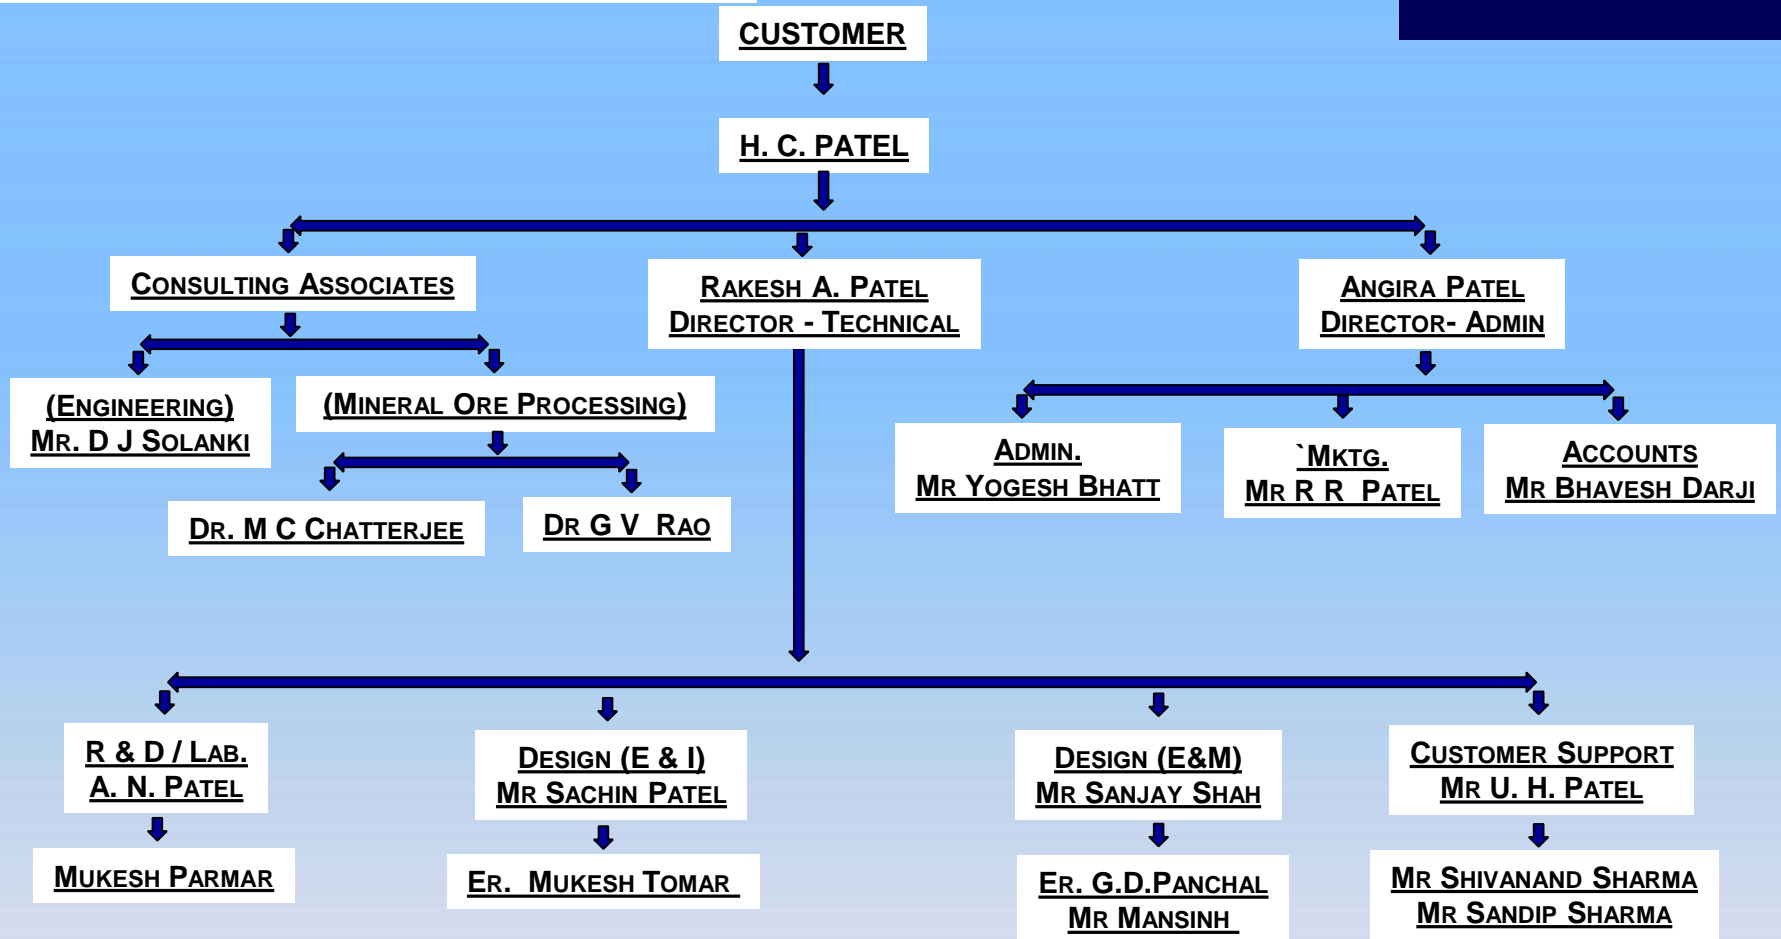 CUSTOMER
H. C. PATEL
CONSULTING ASSOCIATES
RAKESH A. PATEL
DIRECTOR - TECHNICAL
ANGIRA PATEL
DIRECTOR- ADMIN
(ENGINEERING)
MR. D J SOLANKI
(MINERAL ORE PROCESSING)
DR. M C CHATTERJEE
DR G V RAO
ADMIN.
MR YOGESH BHATT
`MKTG.
MR R R PATEL
ACCOUNTS
MR BHAVESH DARJI
R & D / LAB.
A. N. PATEL
DESIGN (E & I)
MR SACHIN PATEL
DESIGN (E&M)
MR SANJAY SHAH
CUSTOMER SUPPORT
MR U. H. PATEL
MUKESH PARMAR
ER. MUKESH TOMAR
ER. G.D.PANCHAL
MR MANSINH
MR SHIVANAND SHARMA
MR SANDIP SHARMA